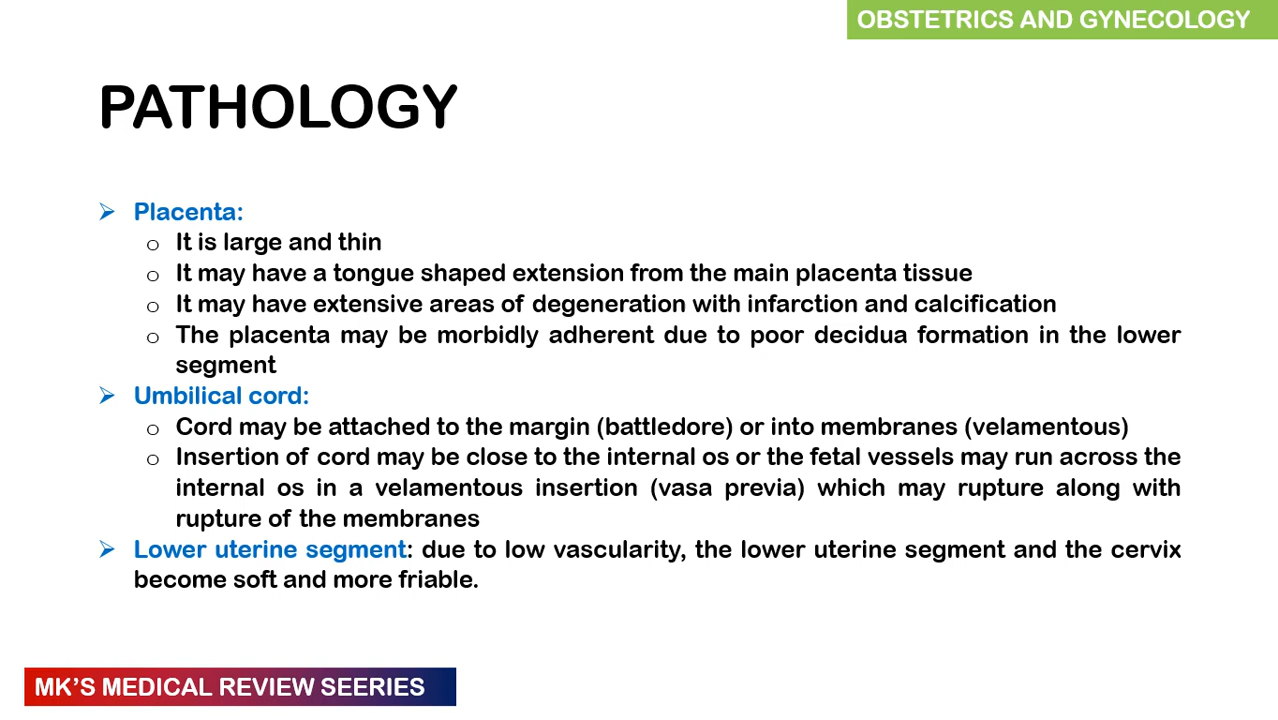 OBSTETRICS AND GYNECOLOGY
PATHOLOGY
➢ Placenta:
o It is large and thin
o It may have a tongue shaped extension from the main placenta tissue
o It may have extensive areas of degeneration with infarction and calcification
o The placenta may be morbidly adherent due to poor decidua formation in the lower
segment
➢ Umbilical cord:
o Cord may be attached to the margin (battledore) or into membranes (velamentous)
o Insertion of cord may be close to the internal os or the fetal vessels may run across the
internal os in a velamentous insertion (vasa previa) which may rupture along with
rupture of the membranes
➢ Lower uterine segment: due to low vascularity, the lower uterine segment and the cervix
become soft and more friable.
MK'S MEDICAL REVIEW SEERIES